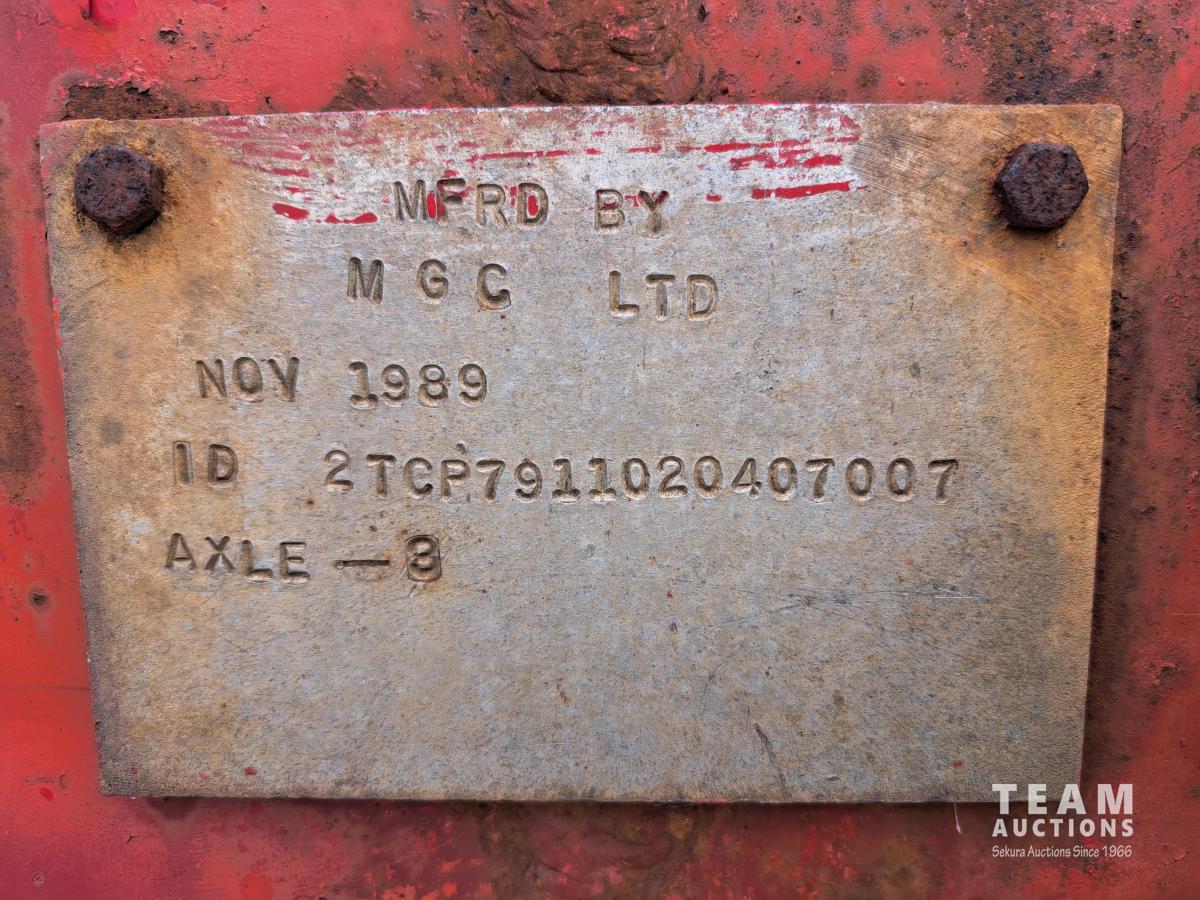 MFRD BY
M G C LTD
NOV 1989
ID 2TCP7911020407007
AXLE — 3
TEAM
AUCTIONS
Sekura Auctions Since 1966